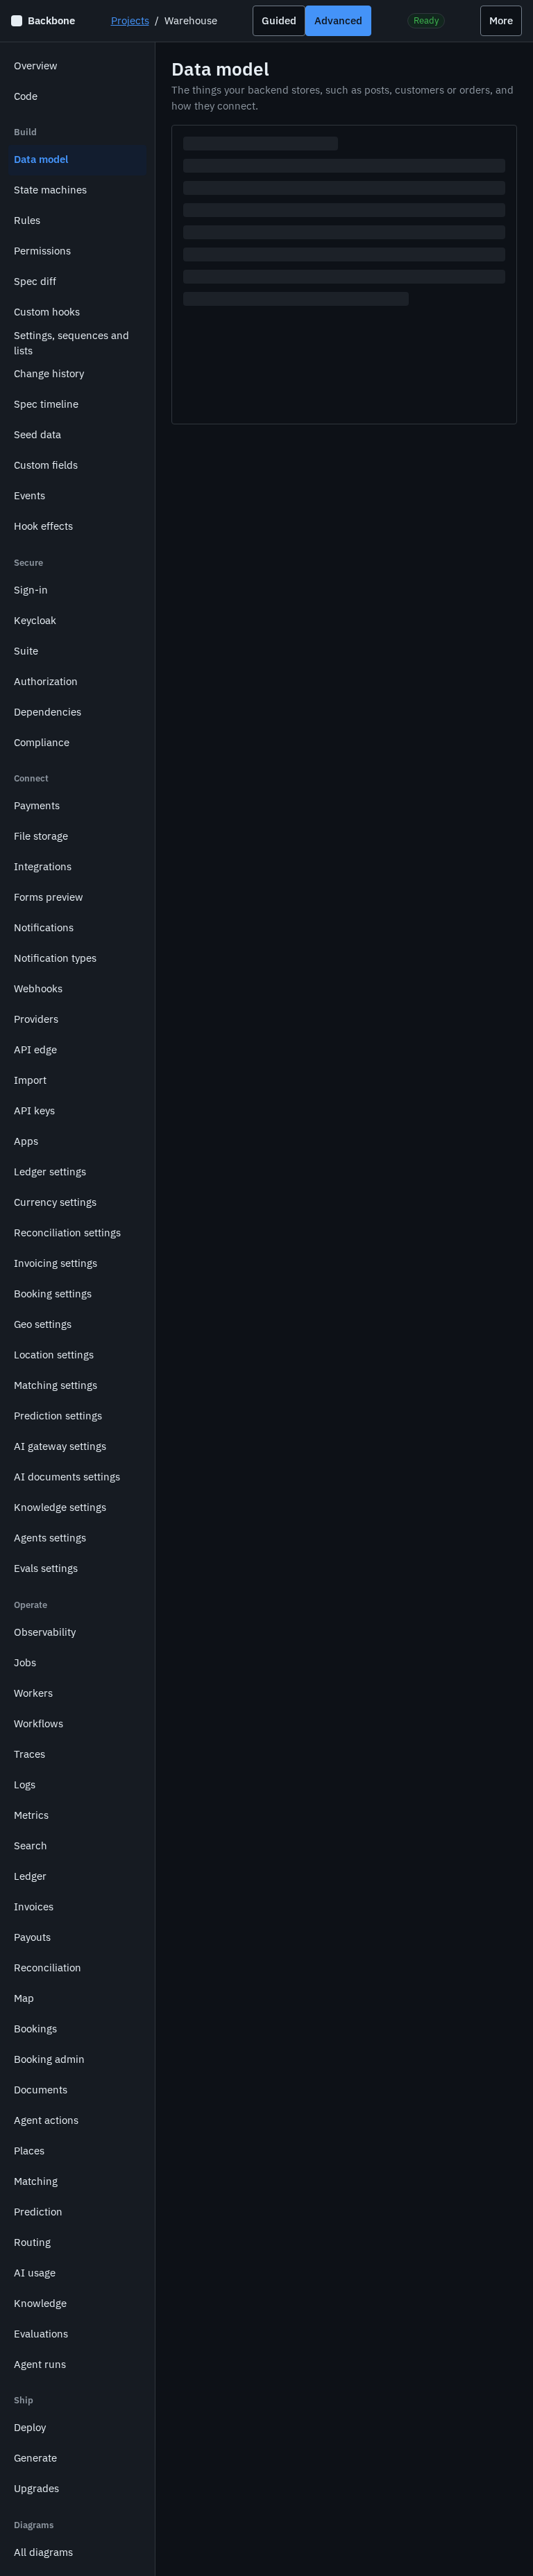 Backbone
Projects / Warehouse
Guided
Advanced
Ready
More
Overview
Code
Build
Data model
State machines
Rules
Permissions
Spec diff
Custom hooks
Settings, sequences and
lists
Change history
Spec timeline
Seed data
Custom fields
Events
Hook effects
Secure
Sign-in
Keycloak
Suite
Authorization
Dependencies
Compliance
Connect
Payments
File storage
Integrations
Forms preview
Notifications
Notification types
Webhooks
Providers
API edge
Import
API keys
Apps
Ledger settings
Currency settings
Reconciliation settings
Invoicing settings
Booking settings
Geo settings
Location settings
Matching settings
Prediction settings
AI gateway settings
AI documents settings
Knowledge settings
Agents settings
Evals settings
Operate
Observability
Jobs
Workers
Workflows
Traces
Logs
Metrics
Search
Ledger
Invoices
Payouts
Reconciliation
Map
Bookings
Booking admin
Documents
Agent actions
Places
Matching
Prediction
Routing
AI usage
Knowledge
Evaluations
Agent runs
Ship
Deploy
Generate
Upgrades
Diagrams
All diagrams
Data model
The things your backend stores, such as posts, customers or orders, and
how they connect.